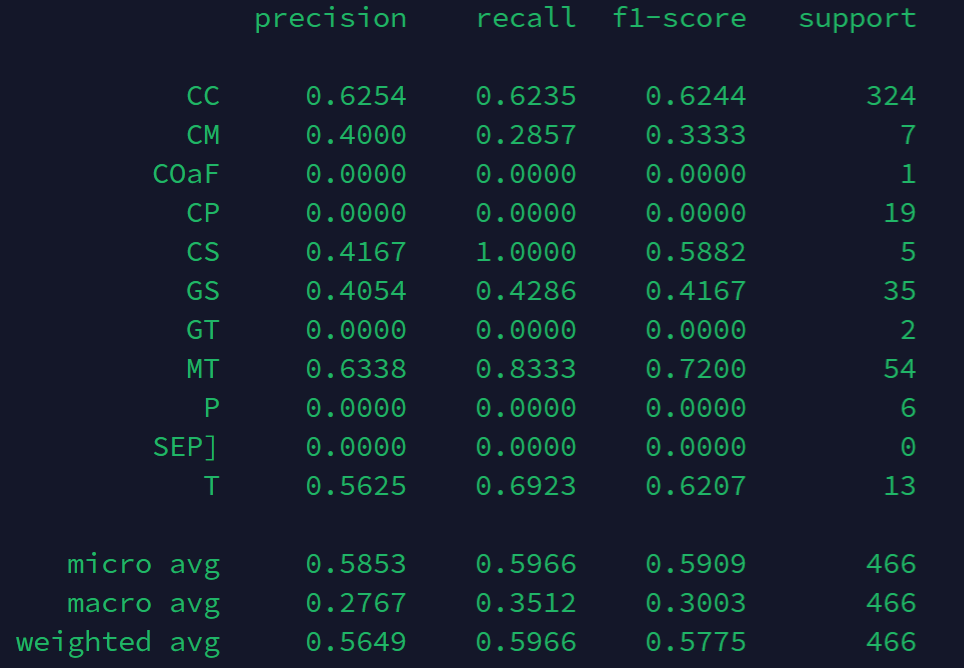 precision recall f1-score support
CC 0.6254 0.6235 0.6244 324
CM 0.4000 0.2857 0.3333 7
COaF 0.0000 0.0000 0.0000 1
CP 0.0000 0.0000 0.0000 19
CS 0.4167 1.0000 0.5882 5
GS 0.4054 0.4286 0.4167 35
GT 0.0000 0.0000 0.0000 2
MT 0.6338 0.8333 0.7200 54
P 0.0000 0.0000 0.0000 6
SEP] 0.0000 0.0000 0.0000 0
T 0.5625 0.6923 0.6207 13
micro avg 0.5853 0.5966 0.5909 466
macro avg 0.2767 0.3512 0.3003 466
weighted avg 0.5649 0.5966 0.5775 466